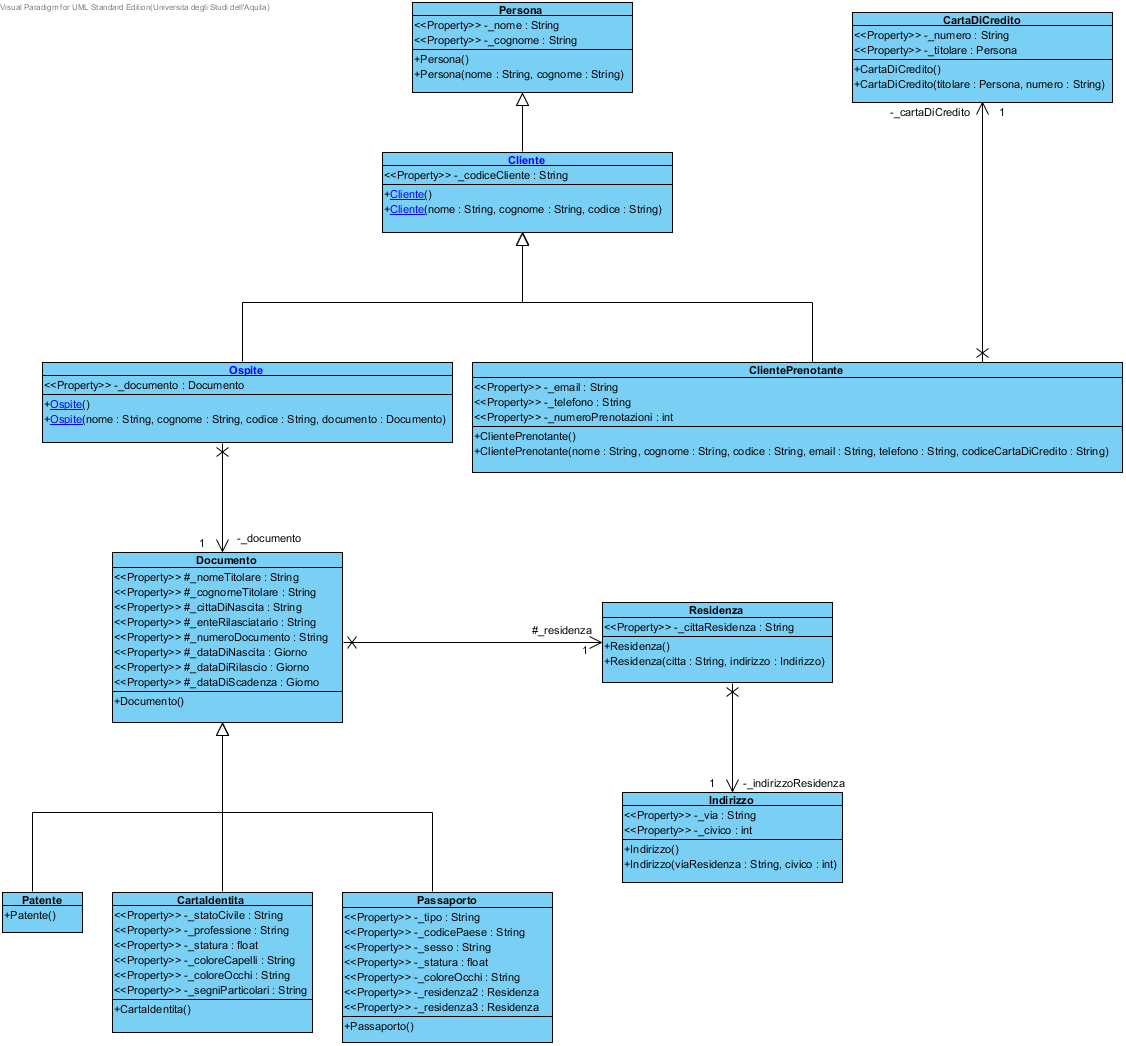 Visual Paradigm for UML Standard Edition(Universita degli Studi dell'Aquila)
Persona
<<Property>> -_nome : String
<<Property>> -_cognome : String
+Persona()
+Persona(nome : String, cognome : String)
CartaDiCredito
<<Property>> -_numero : String
<<Property>> -_titolare : Persona
+CartaDiCredito()
+CartaDiCredito(titolare : Persona, numero : String)
-_cartaDiCredito
1
Cliente
<<Property>> -_codiceCliente : String
+Cliente()
+Cliente(nome : String, cognome : String, codice : String)
Ospite
<<Property>> -_documento : Documento
+Ospite()
+Ospite(nome : String, cognome : String, codice : String, documento : Documento)
ClientePrenotante
<<Property>> -_email : String
<<Property>> -_telefono : String
<<Property>> -_numeroPrenotazioni : int
+ClientePrenotante()
+ClientePrenotante(nome : String, cognome : String, codice : String, email : String, telefono : String, codiceCartaDiCredito : String)
1
-_documento
Documento
<<Property>> #_nomeTitolare : String
<<Property>> #_cognomeTitolare : String
<<Property>> #_cittaDiNascita : String
<<Property>> #_enteRilasciatario : String
<<Property>> #_numeroDocumento : String
<<Property>> #_dataDiNascita : Giorno
<<Property>> #_dataDiRilascio : Giorno
<<Property>> #_dataDiScadenza : Giorno
+Documento()
#_residenza
1
Residenza
<<Property>> -_cittaResidenza : String
+Residenza()
+Residenza(citta : String, indirizzo : Indirizzo)
1
-_indirizzoResidenza
Indirizzo
<<Property>> -_via : String
<<Property>> -_civico : int
+Indirizzo()
+Indirizzo(viaResidenza : String, civico : int)
Patente
+Patente()
CartaIdentita
<<Property>> -_statoCivile : String
<<Property>> -_professione : String
<<Property>> -_statura : float
<<Property>> -_coloreCapelli : String
<<Property>> -_coloreOcchi : String
<<Property>> -_segniParticolari : String
+CartaIdentita()
Passaporto
<<Property>> -_tipo : String
<<Property>> -_codicePaese : String
<<Property>> -_sesso : String
<<Property>> -_statura : float
<<Property>> -_coloreOcchi : String
<<Property>> -_residenza2 : Residenza
<<Property>> -_residenza3 : Residenza
+Passaporto()